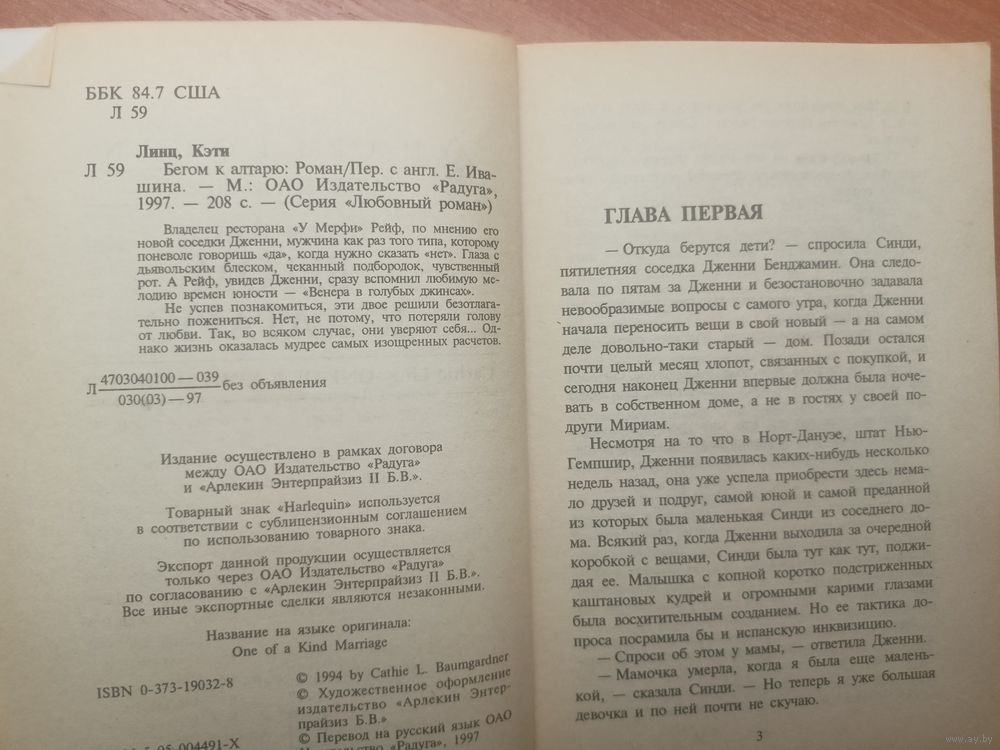 ББК 84.7 США
Л 59
Линц, Кэти
Л 59 Бегом к алтарю: Роман/Пер. с англ. Е. Ива-
шина. — М.: ОАО Издательство «Радуга»,
1997. — 208 с. — (Серия «Любовный роман»)
Владелец ресторана «У Мерфи» Рейф, по мнению его
новой соседки Дженни, мужчина как раз того типа, которому
поневоле говоришь «да», когда нужно сказать «нет». Глаза с
дьявольским блеском, чеканный подбородок, чувственный
рот. А Рейф, увидев Дженни, сразу вспомнил любимую ме-
лодию времен юности — «Венера в голубых джинсах».
Не успев познакомиться, эти двое решили безотлага-
тельно пожениться. Нет, не потому, что потеряли голову
от любви. Так, во всяком случае, они уверяют себя... Од-
нако жизнь оказалась мудрее самых изощренных расчетов.
Л 4703040100 — 039 без объявления
030(03) — 97
Издание осуществлено в рамках договора
между ОАО Издательство «Радуга»
и «Арлекин Энтерпрайзиз II Б.В.».
Товарный знак «Harlequin» используется
в соответствии с сублицензионным соглашением
по использованию товарного знака.
Экспорт данной продукции осуществляется
только через ОАО Издательство «Радуга»
по согласованию с «Арлекин Энтерпрайзиз II Б.В.».
Все иные экспортные сделки являются незаконными.
Название на языке оригинала:
One of a Kind Marriage
ISBN 0-373-19032-8
© 1994 by Cathie L. Baumgardner
© Художественное оформление
издательство «Арлекин Энтер-
прайзиз II Б.В.»
© Перевод на русский язык ОАО
Издательство «Радуга», 1997
5-05-004491-X
ГЛАВА ПЕРВАЯ
— Откуда берутся дети? — спросила Синди,
пятилетняя соседка Дженни Бенджамин. Она следо-
вала по пятам за Дженни и безостановочно задавала
невообразимые вопросы с самого утра, когда Дженни
начала переносить вещи в свой новый — а на самом
деле довольно-таки старый — дом. Позади остался
почти целый месяц хлопот, связанных с покупкой, и
сегодня наконец Дженни впервые должна была ноче-
вать в собственном доме, а не в гостях у своей по-
други Мириам.
Несмотря на то что в Норт-Дануэе, штат Нью-
Гемпшир, Дженни появилась каких-нибудь несколько
недель назад, она уже успела приобрести здесь нема-
ло друзей и подруг, самой юной и самой преданной
из которых была маленькая Синди из соседнего до-
ма. Всякий раз, когда Дженни выходила за очередной
коробкой с вещами, Синди была тут как тут, поджи-
дая ее. Малышка с копной коротко подстриженных
каштановых кудрей и огромными карими глазами
была восхитительным созданием. Но ее тактика до-
проса посрамила бы и испанскую инквизицию.
— Спроси об этом у мамы, — ответила Дженни.
— Мамочка умерла, когда я была еще малень-
кой, — сказала Синди. — Но теперь я уже большая
девочка и по ней почти не скучаю.
3
www.ay.by